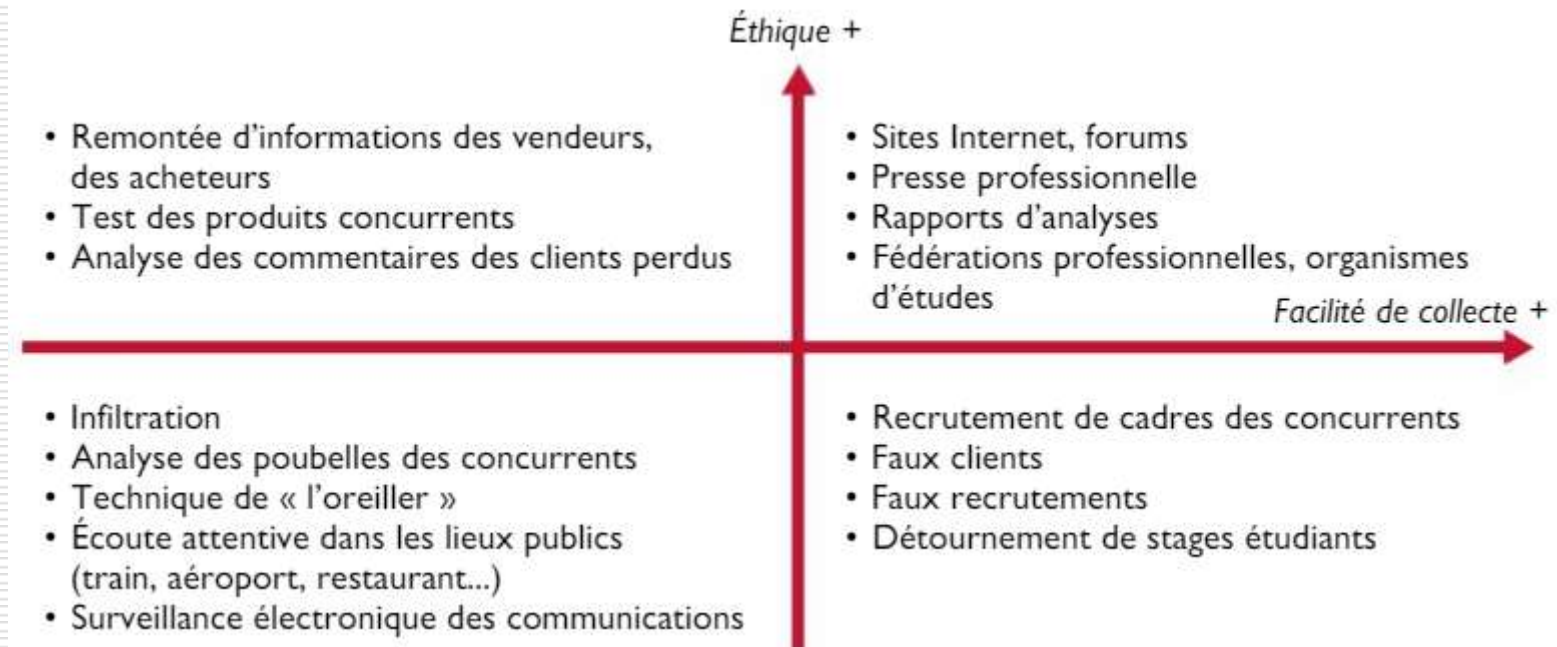 Éthique +
• Remontée d'informations des vendeurs,
des acheteurs
• Test des produits concurrents
• Analyse des commentaires des clients perdus
• Sites Internet, forums
• Presse professionnelle
• Rapports d'analyses
• Fédérations professionnelles, organismes
d'études
Facilité de collecte +
• Infiltration
• Analyse des poubelles des concurrents
• Technique de « l'oreiller »
• Écoute attentive dans les lieux publics
(train, aéroport, restaurant...)
• Surveillance électronique des communications
• Recrutement de cadres des concurrents
• Faux clients
• Faux recrutements
• Détournement de stages étudiants